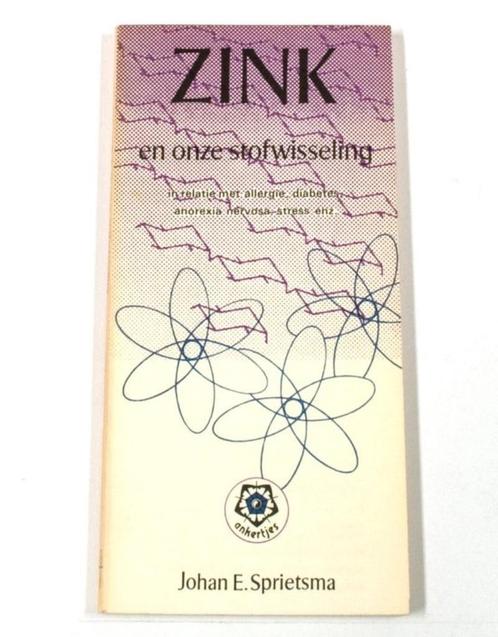 ZINK
en onze stofwisseling
in relatie met allergie, diabetes,
anorexia nervosa, stress enz.
ankertjes
Johan E. Sprietsma